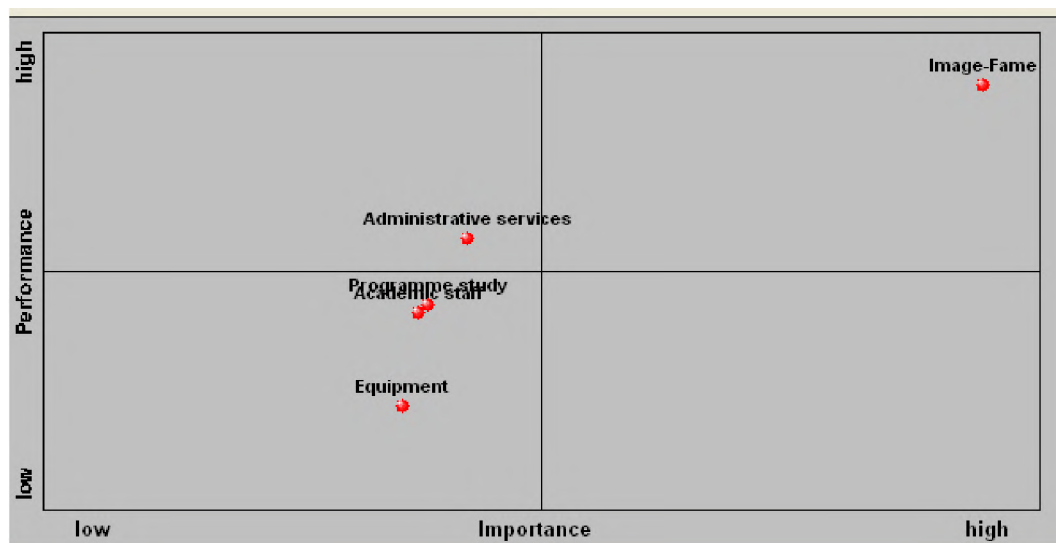 high
Image-Fame
Administrative services
Performance
Programme study
Academic staff
Equipment
low
low
Importance
high